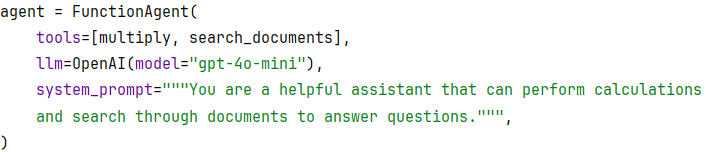 agent = FunctionAgent(
    tools=[multiply, search_documents],
    llm=OpenAI(model="gpt-4o-mini"),
    system_prompt="""You are a helpful assistant that can perform calculations
    and search through documents to answer questions.""",
)